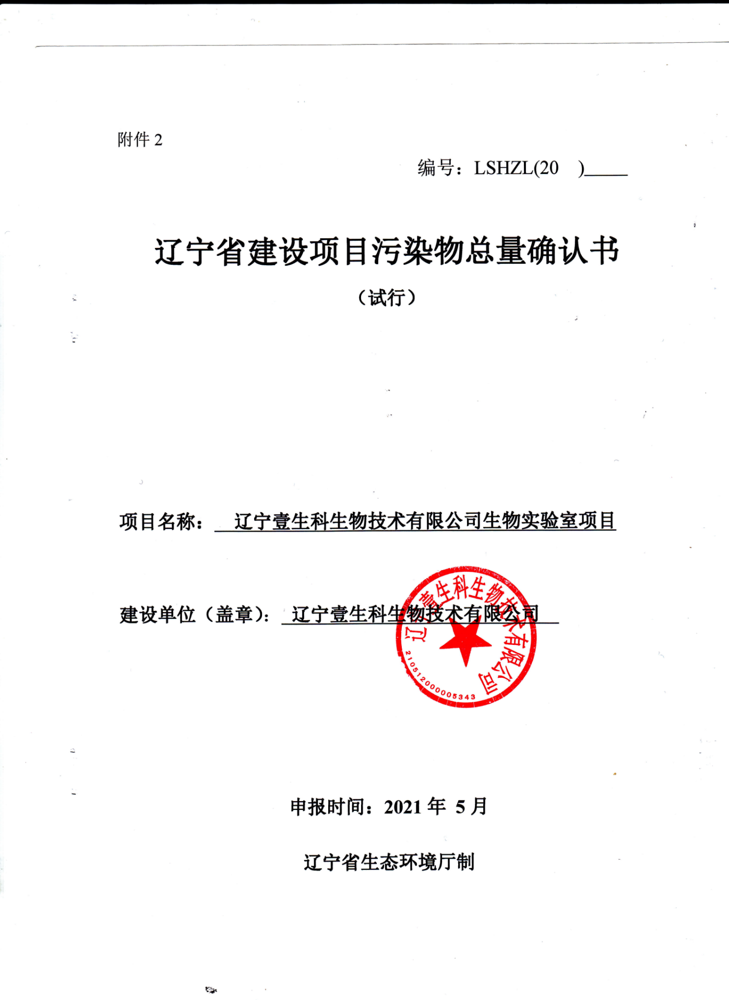 附件 2
编号：LSHZL(20    )_____
辽宁省建设项目污染物总量确认书
（试行）
项目名称：  辽宁壹生科生物技术有限公司生物实验室项目
建设单位（盖章）： 辽宁壹生科生物技术有限公司
辽宁壹生科生物技术有限公司
210512000005343
申报时间：2021 年 5 月
辽宁省生态环境厅制